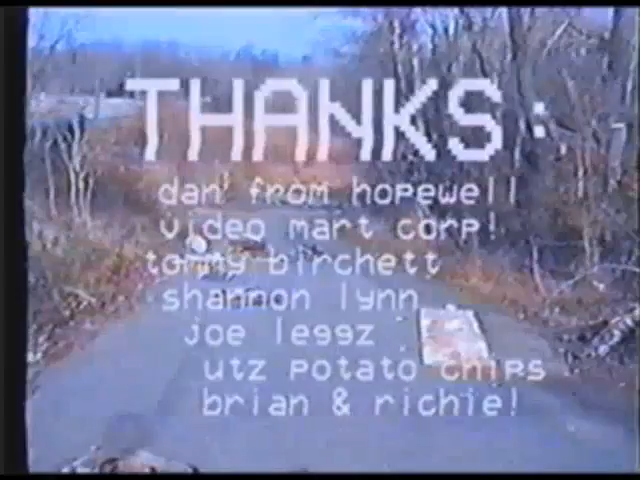 THANKS:
dan' from hopewell
video mart corp!
tommy birchett
shannon lynn
joe leggz
utz potato chips
brian & richie!